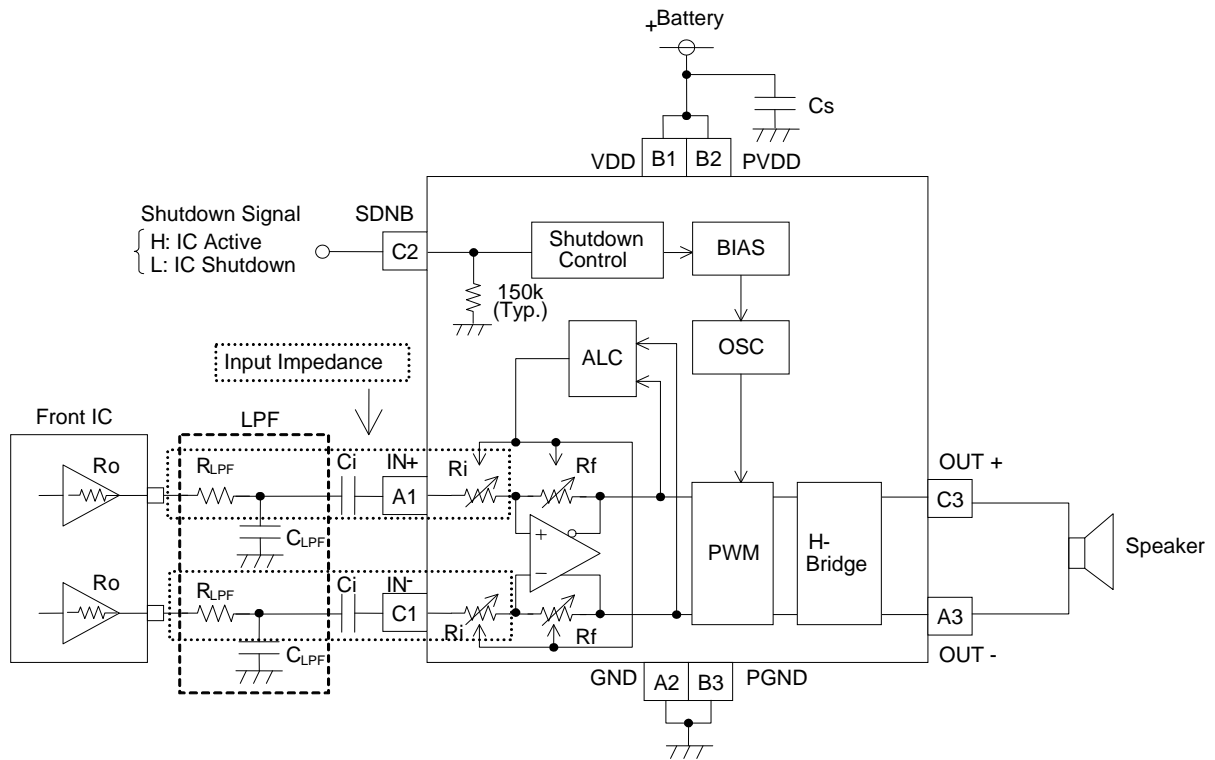 +Battery
Cs
VDD
B1
B2
PVDD
Shutdown Signal
H: IC Active
L: IC Shutdown
SDNB
C2
150k
(Typ.)
Shutdown
Control
BIAS
OSC
ALC
Input Impedance
Front IC
LPF
Ro
RLPF
Ci
IN+
A1
Ri
Rf
CLPF
+
−
PWM
H-
Bridge
OUT +
C3
Speaker
Ro
RLPF
Ci
IN-
C1
Ri
Rf
CLPF
A3
OUT -
GND
A2
B3
PGND